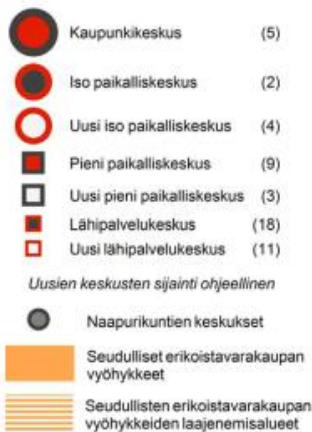 Kaupunkikeskus (5)
Iso paikalliskeskus (2)
Uusi iso paikalliskeskus (4)
Pieni paikalliskeskus (9)
Uusi pieni paikalliskeskus (3)
Lähipalvelukeskus (18)
Uusi lähipalvelukeskus (11)
Uusien keskusten sijainti ohjeellinen
Naapurikuntien keskukset
Seudulliset erikoistavarakaupan
vyöhykkeet
Seudullisten erikoistavarakaupan
vyöhykkeiden laajenemisalueet